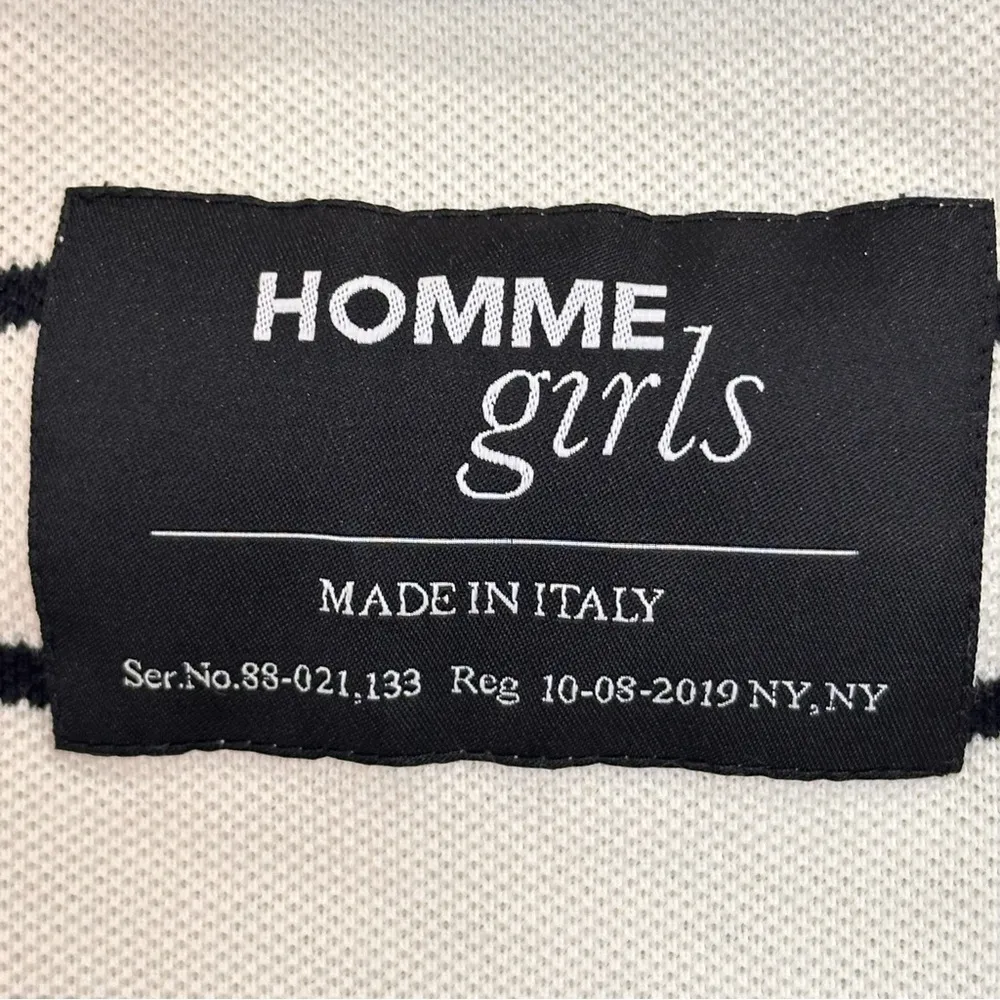 HOMME
girls
MADE IN ITALY
Ser.No.88-021,133 Reg 10-08-2019 NY, NY